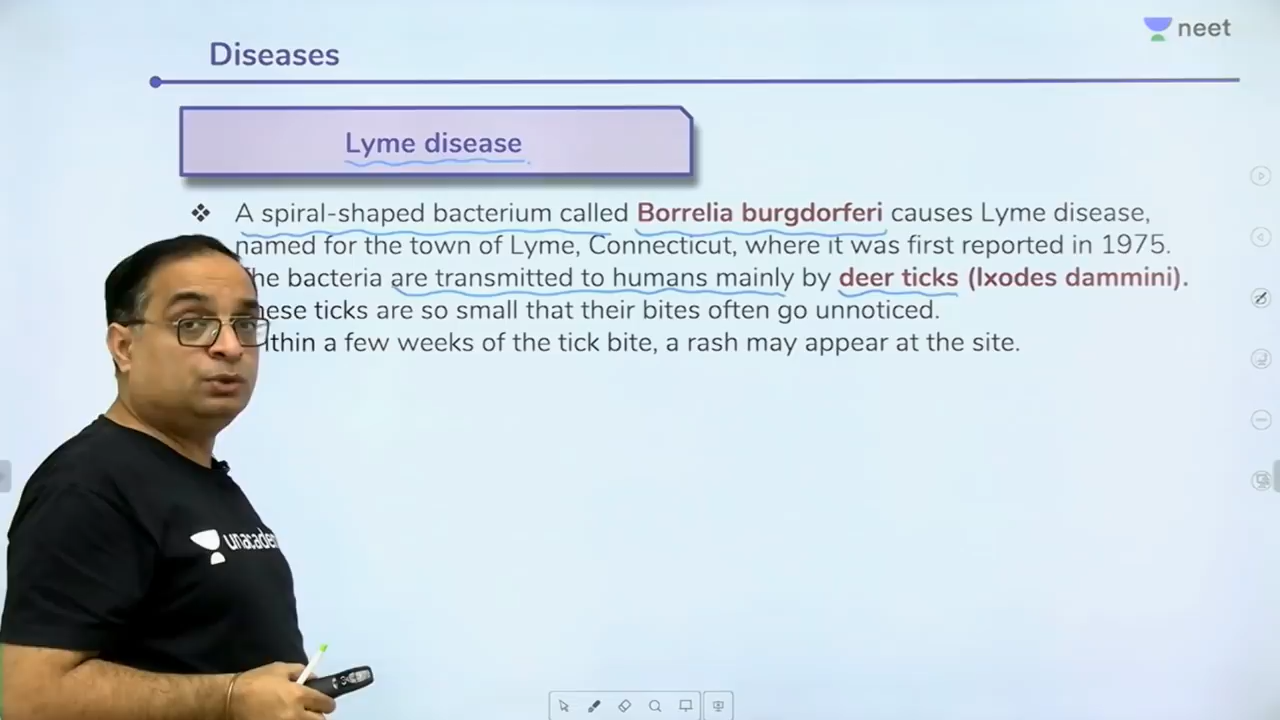 neet
Diseases
Lyme disease
❖ A spiral-shaped bacterium called Borrelia burgdorferi causes Lyme disease,
named for the town of Lyme, Connecticut, where it was first reported in 1975.
he bacteria are transmitted to humans mainly by deer ticks (Ixodes dammini).
ese ticks are so small that their bites often go unnoticed.
ithin a few weeks of the tick bite, a rash may appear at the site.
unacadem